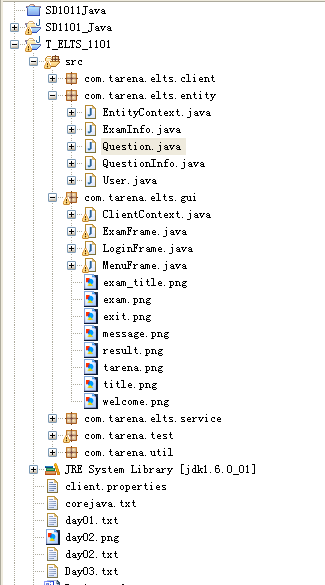 SD1011Java
SD1101_Java
T_ELTS_1101
src
com.tarena.elts.client
com.tarena.elts.entity
EntityContext.java
ExamInfo.java
Question.java
QuestionInfo.java
User.java
com.tarena.elts.gui
ClientContext.java
ExamFrame.java
LoginFrame.java
MenuFrame.java
exam_title.png
exam.png
exit.png
message.png
result.png
tarena.png
title.png
welcome.png
com.tarena.elts.service
com.tarena.test
com.tarena.util
JRE System Library [jdk1.6.0_01]
client.properties
corejava.txt
day01.txt
day02.png
day02.txt
Day03.txt